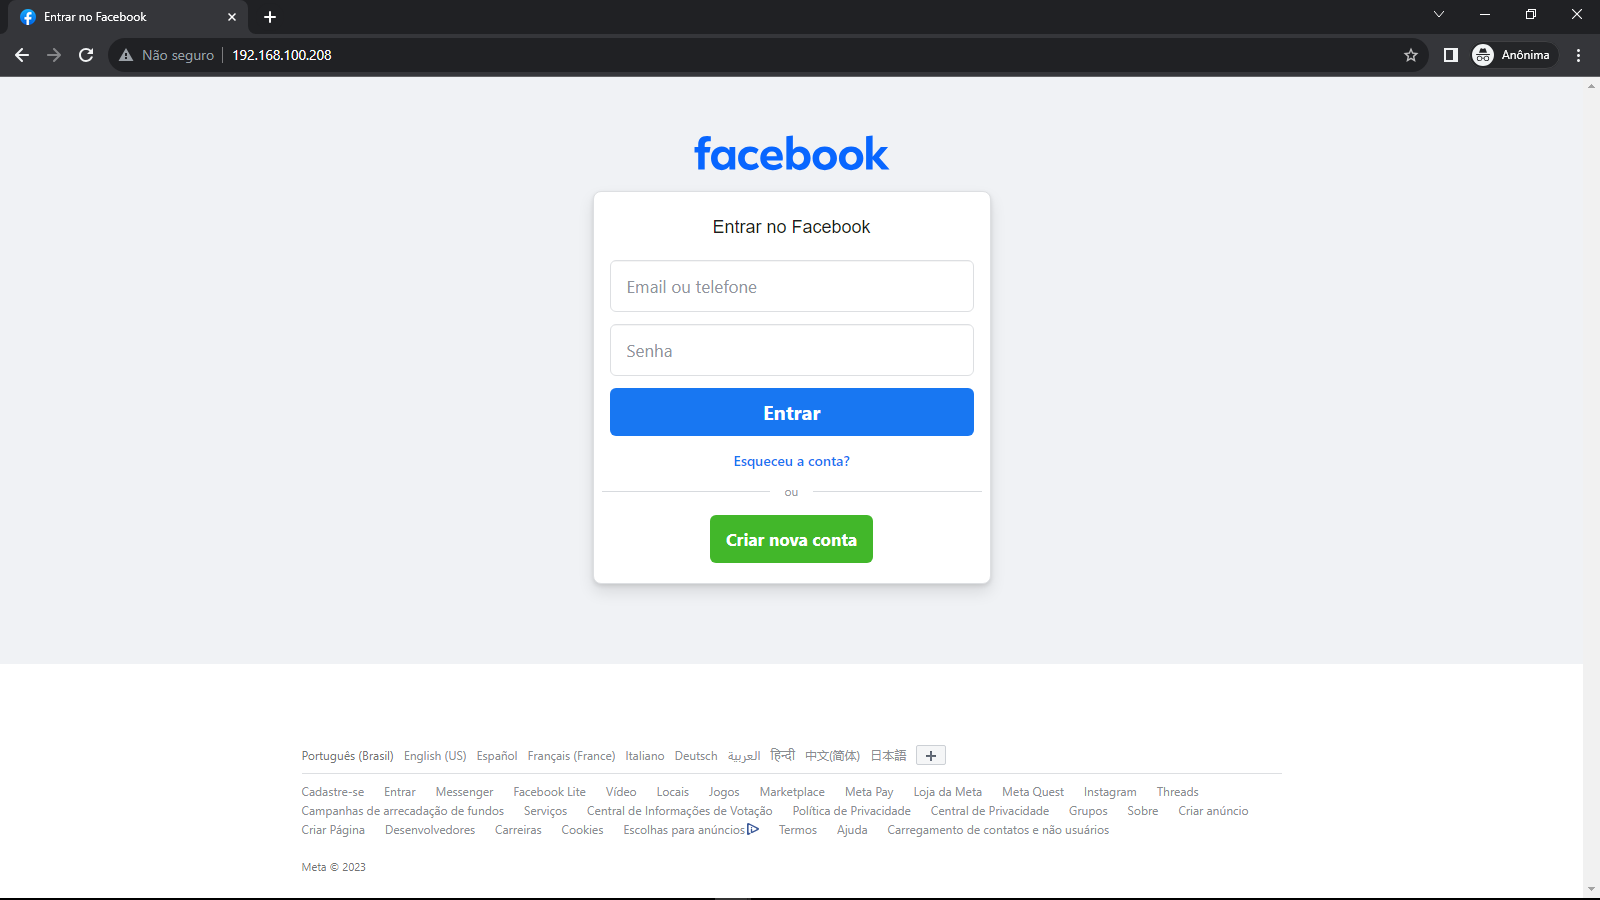 Entrar no Facebook
Não seguro
192.168.100.208
Anônima
facebook
Entrar no Facebook
Email ou telefone
Senha
Entrar
Esqueceu a conta?
ou
Criar nova conta
Português (Brasil) English (US) Español Français (France) Italiano Deutsch العربية हिन्दी 中文(简体) 日本語
Cadastre-se Entrar Messenger Facebook Lite Vídeo Locais Jogos Marketplace Meta Pay Loja da Meta Meta Quest Instagram Threads
Campanhas de arrecadação de fundos Serviços Central de Informações de Votação Política de Privacidade Central de Privacidade Grupos Sobre Criar anúncio
Criar Página Desenvolvedores Carreiras Cookies Escolhas para anúncios Termos Ajuda Carregamento de contatos e não usuários
Meta © 2023